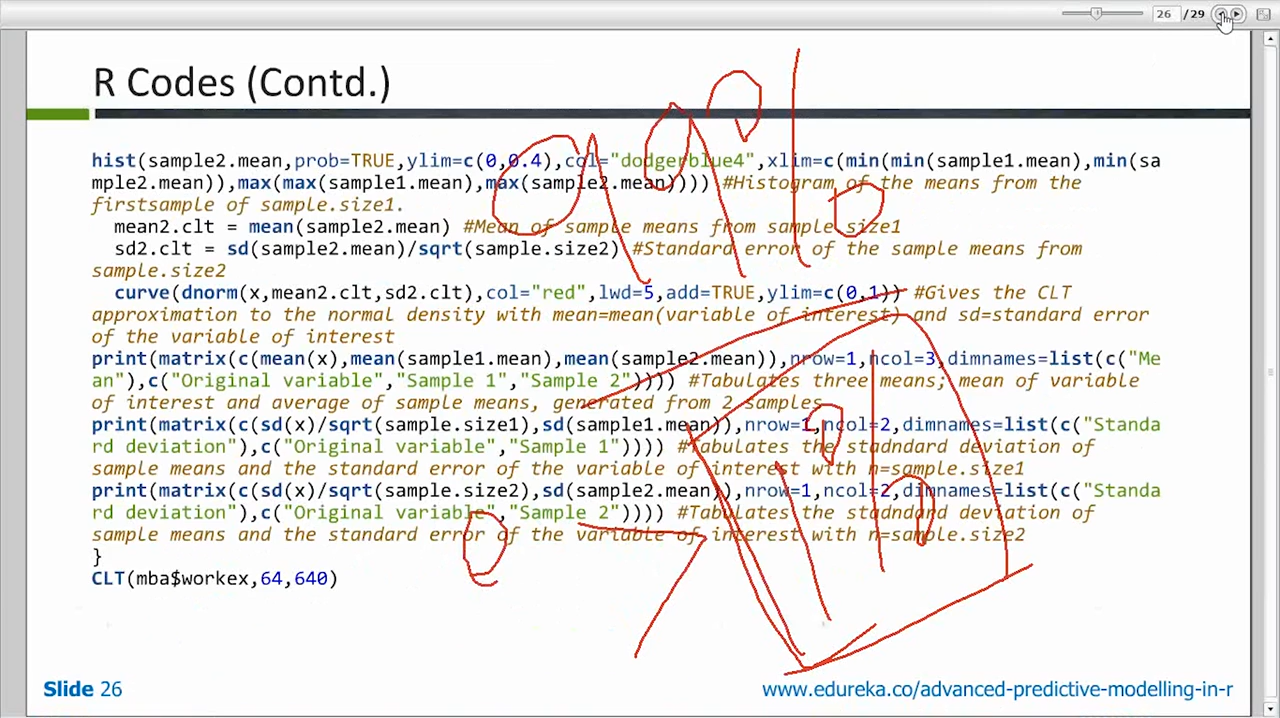 26 /29
R Codes (Contd.)
99%
hist(sample2.mean,prob=TRUE,ylim=c(0,0.4),col="dodgerblue4",xlim=c(min(min(sample1.mean),min(sa
mple2.mean)),max(max(sample1.mean),max(sample2.mean)))) #Histogram of the means from the
firstsample of sample.size1.
mean2.clt = mean(sample2.mean) #Mean of sample means from sample size1
sd2.clt = sd(sample2.mean)/sqrt(sample.size2) #Standard error of the sample means from
sample.size2
curve(dnorm(x,mean2.clt,sd2.clt),col="red",lwd=5,add=TRUE,ylim=c(0,1)) #Gives the CLT
approximation to the normal density with mean=mean(variable of interest) and sd=standard error
of the variable of interest
print(matrix(c(mean(x),mean(sample1.mean),mean(sample2.mean)),nrow=1,ncol=3,dimnames=list(c("Me
an"),c("Original variable","Sample 1","Sample 2")))) #Tabulates three means; mean of variable
of interest and average of sample means, generated from 2 samples
print(matrix(c(sd(x)/sqrt(sample.size1),sd(sample1.mean)),nrow=1,ncol=2,dimnames=list(c("Standa
rd deviation"),c("Original variable","Sample 1")))) #Tabulates the stadndard deviation of
sample means and the standard error of the variable of interest with n=sample.size1
print(matrix(c(sd(x)/sqrt(sample.size2),sd(sample2.mean)),nrow=1,ncol=2,dimnames=list(c("Standa
rd deviation"),c("Original variable","Sample 2")))) #Tabulates the stadndard deviation of
sample means and the standard error of the variable of interest with n=sample.size2
1%
}
CLT(mba$workex,64,640)
Slide 26
www.edureka.co/advanced-predictive-modelling-in-r